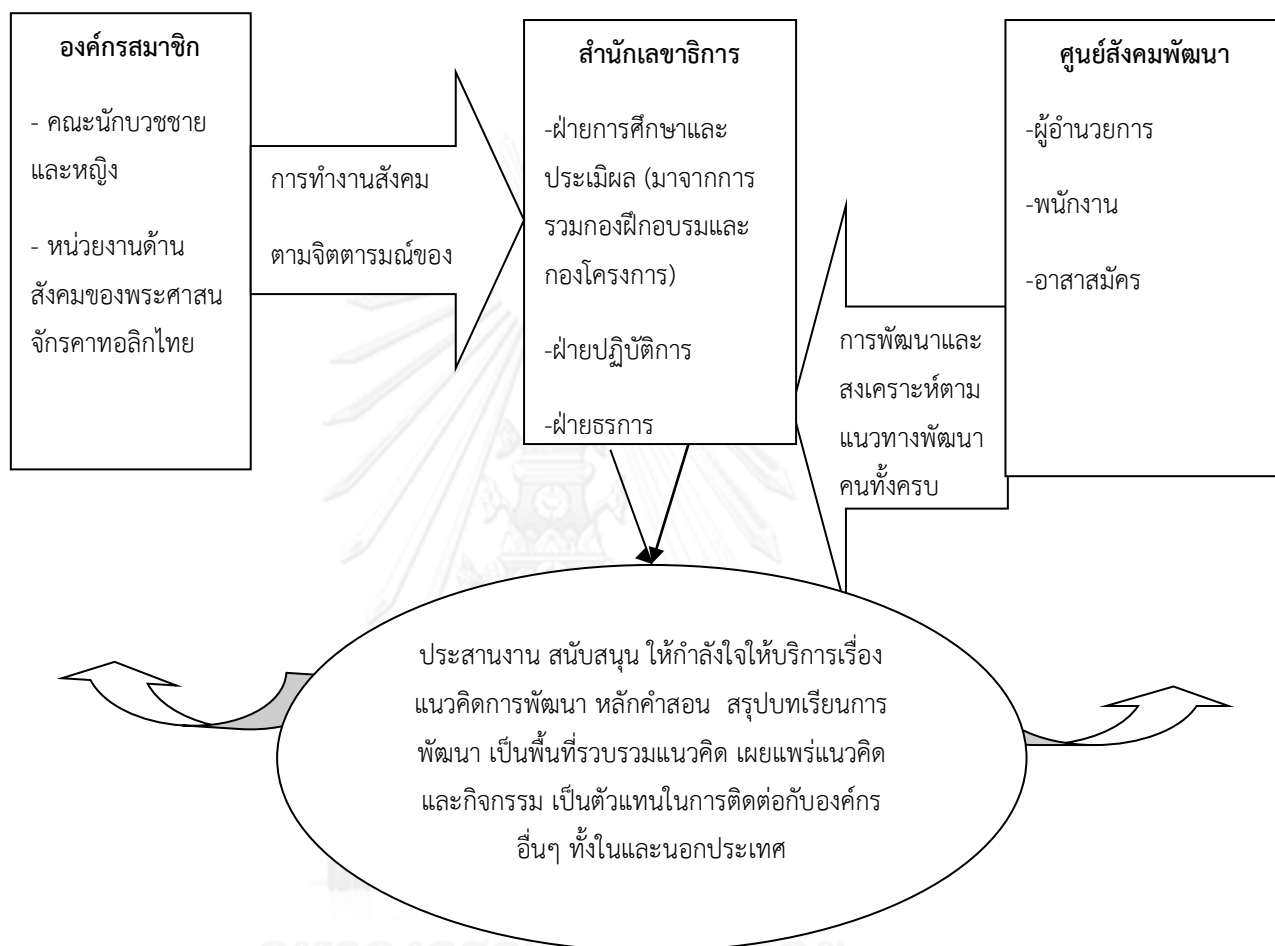 องค์กรสมาชิก
- คณะนักบวชชาย
และหญิง
- หน่วยงานด้าน
สังคมของพระศาสน
จักรคาทอลิกไทย
การทำงานสังคม
ตามจิตตารมณ์ของ
สำนักเลขาธิการ
-ฝ่ายการศึกษาและ
ประเมิผล (มาจากการ
รวมกองฝึกอบรมและ
กองโครงการ)
-ฝ่ายปฏิบัติการ
-ฝ่ายธรการ
การพัฒนาและ
สงเคราะห์ตาม
แนวทางพัฒนา
คนทั้งครบ
ศูนย์สังคมพัฒนา
-ผู้อำนวยการ
-พนักงาน
-อาสาสมัคร
ประสานงาน สนับสนุน ให้กำลังใจให้บริการเรื่อง
แนวคิดการพัฒนา หลักคำสอน สรุปบทเรียนการ
พัฒนา เป็นพื้นที่รวบรวมแนวคิด เผยแพร่แนวคิด
และกิจกรรม เป็นตัวแทนในการติดต่อกับองค์กร
อื่นๆ ทั้งในและนอกประเทศ